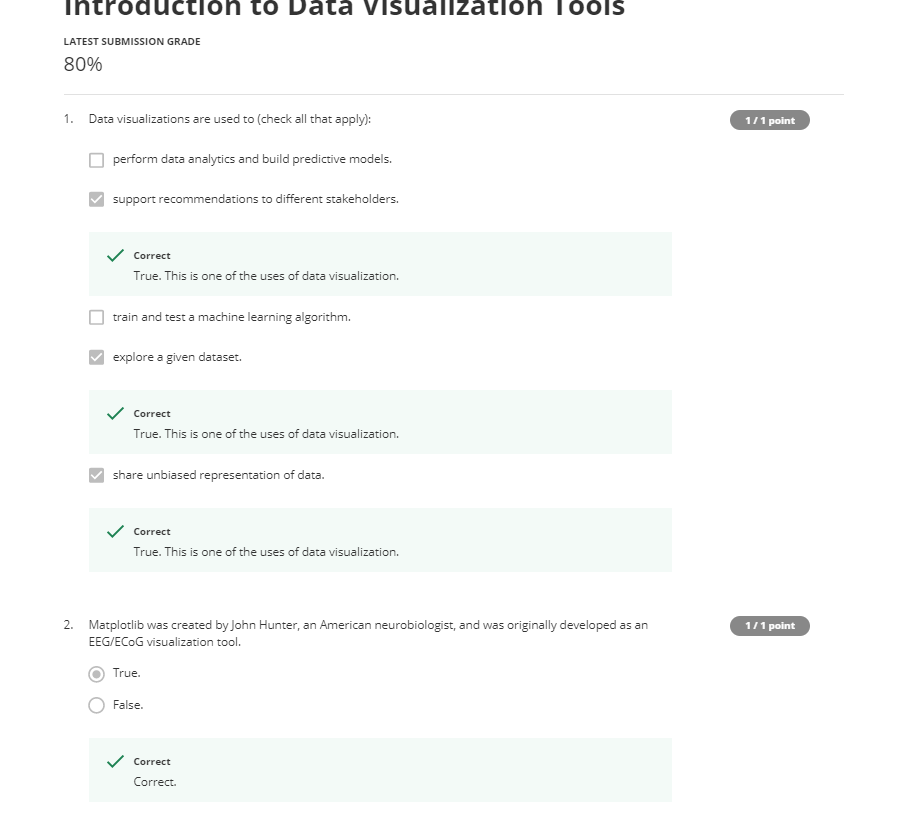 Introduction to Data Visualization Tools
LATEST SUBMISSION GRADE
80%
1. Data visualizations are used to (check all that apply):
1 / 1 point
perform data analytics and build predictive models.
support recommendations to different stakeholders.
Correct
True. This is one of the uses of data visualization.
train and test a machine learning algorithm.
explore a given dataset.
Correct
True. This is one of the uses of data visualization.
share unbiased representation of data.
Correct
True. This is one of the uses of data visualization.
2. Matplotlib was created by John Hunter, an American neurobiologist, and was originally developed as an
EEG/ECoG visualization tool.
1 / 1 point
True.
False.
Correct
Correct.